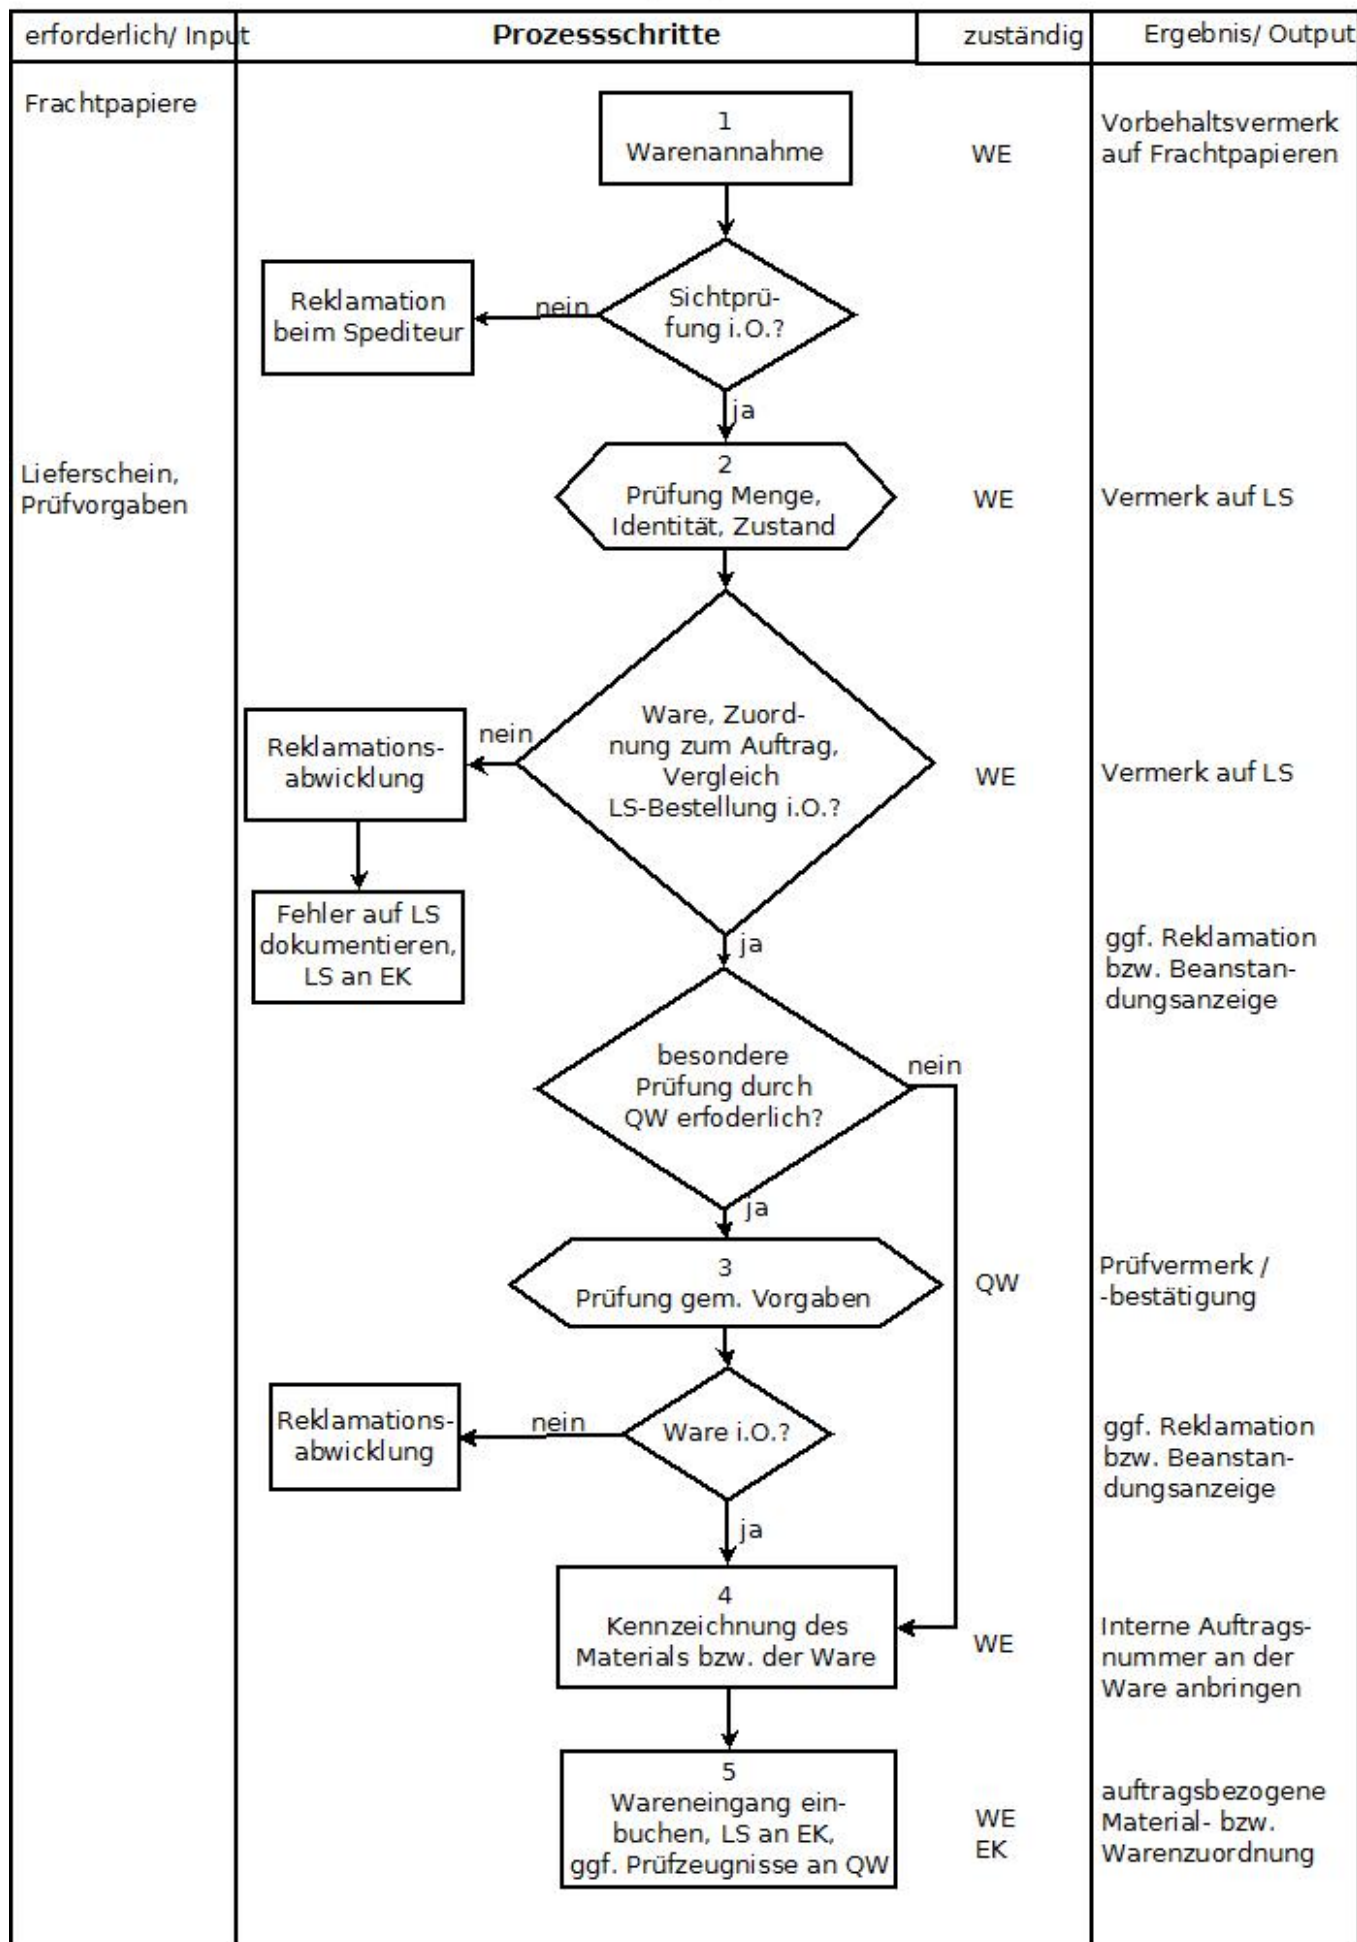 erforderlich/ Input
Prozessschritte
zuständig
Ergebnis/ Output
Frachtpapiere
1
Warenannahme
WE
Vorbehaltsvermerk
auf Frachtpapieren
Reklamation
beim Spediteur
nein
Sichtprü-
fung i.O.?
ja
Lieferschein,
Prüfvorgaben
2
Prüfung Menge,
Identität, Zustand
WE
Vermerk auf LS
Reklamations-
abwicklung
nein
Ware, Zuord-
nung zum Auftrag,
Vergleich
LS-Bestellung i.O.?
WE
Vermerk auf LS
Fehler auf LS
dokumentieren,
LS an EK
ja
ggf. Reklamation
bzw. Beanstan-
dungsanzeige
besondere
Prüfung durch
QW erfoderlich?
nein
ja
3
Prüfung gem. Vorgaben
QW
Prüfvermerk /
-bestätigung
Reklamations-
abwicklung
nein
Ware i.O.?
ggf. Reklamation
bzw. Beanstan-
dungsanzeige
ja
4
Kennzeichnung des
Materials bzw. der Ware
WE
Interne Auftrags-
nummer an der
Ware anbringen
5
Wareneingang ein-
buchen, LS an EK,
ggf. Prüfzeugnisse an QW
WE
EK
auftragsbezogene
Material- bzw.
Warenzuordnung